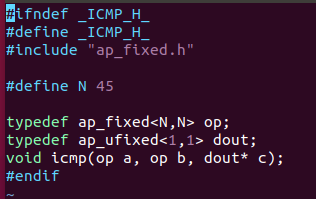 #ifndef _ICMP_H_
#define _ICMP_H_
#include "ap_fixed.h"

#define N 45

typedef ap_fixed<N,N> op;
typedef ap_ufixed<1,1> dout;
void icmp(op a, op b, dout* c);
#endif
~